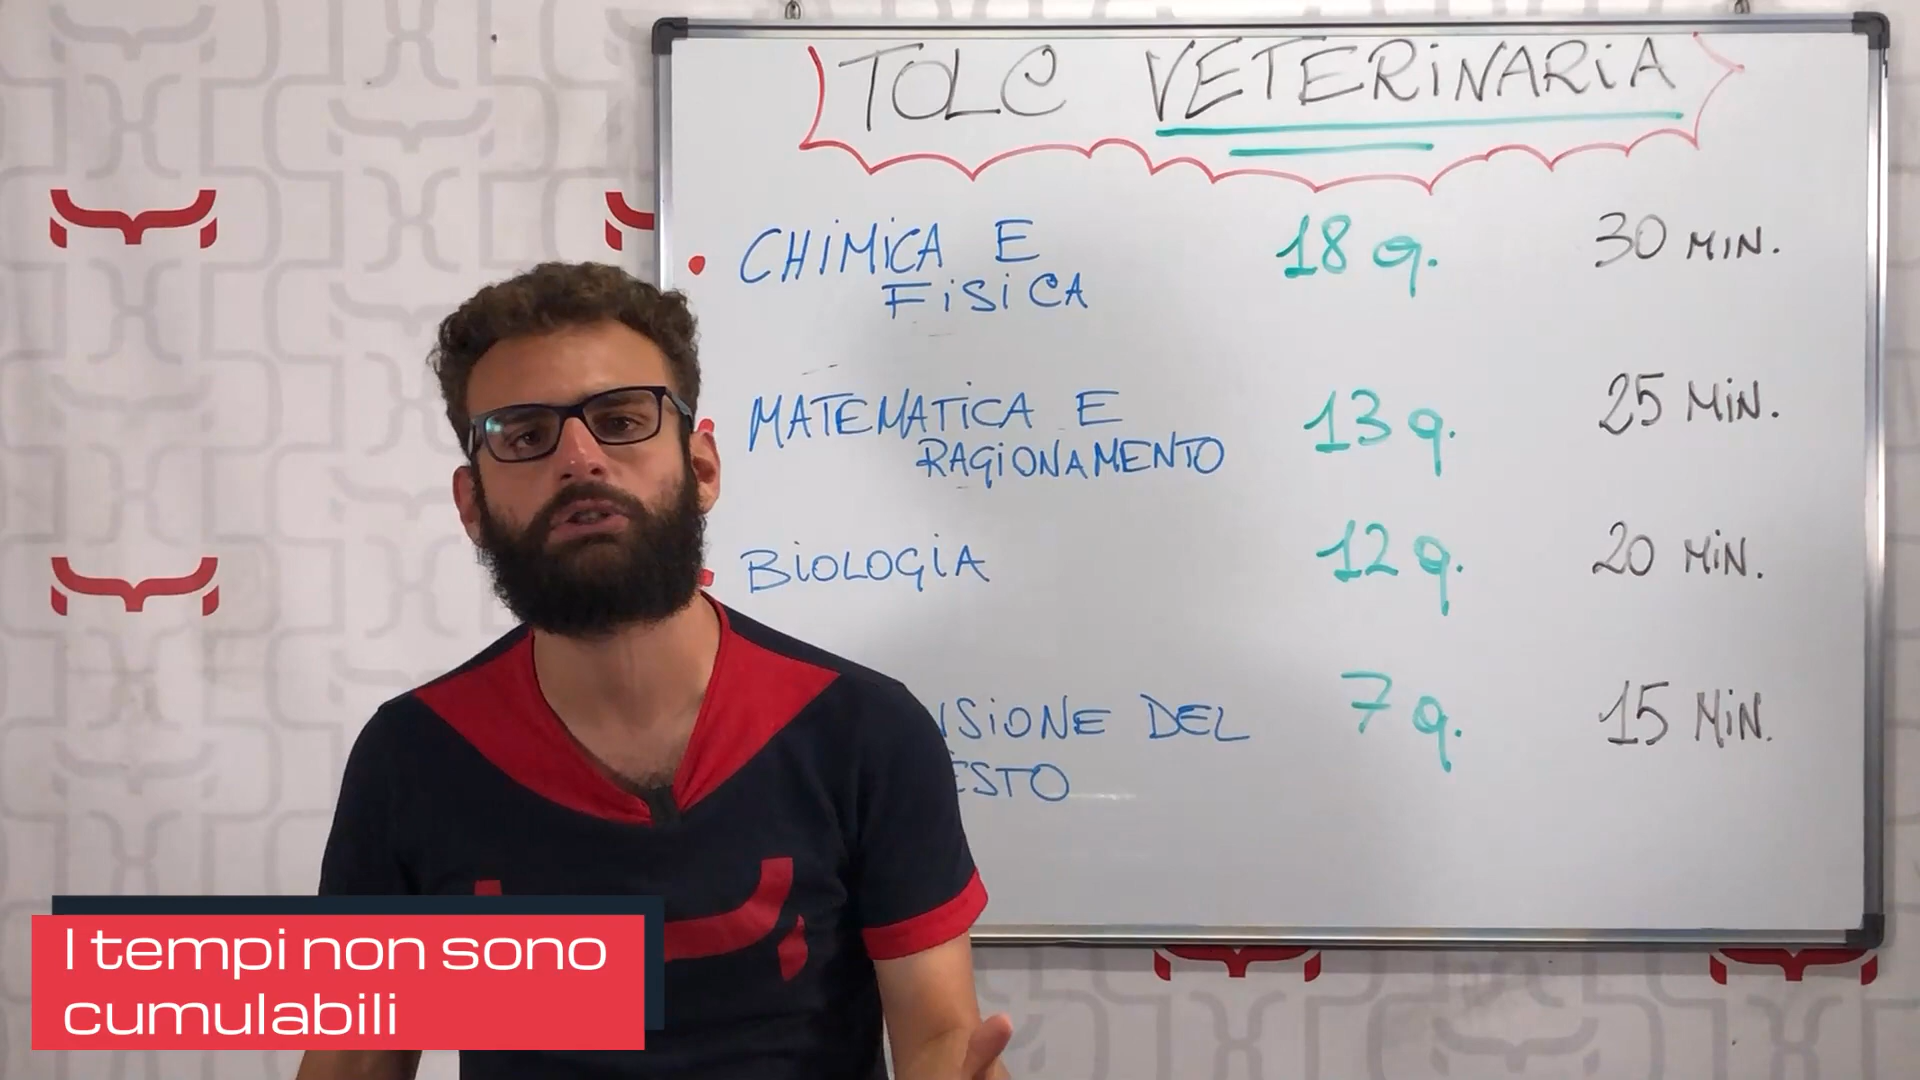 TOLC VETERINARIA
CHIMICA E
FISICA
18 q.
30 MIN.
MATEMATICA E
RAGIONAMENTO
13 q.
25 MIN.
BIOLOGIA
12 q.
20 MIN.
DEL
7 q.
15 MIN.
I tempi non sono
cumulabili